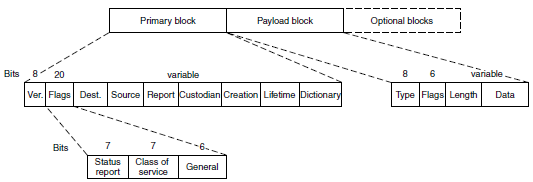 Primary block Payload block Optional blocks
Bits 8 20 variable 8 6 variable
Ver. Flags Dest. Source Report Custodian Creation Lifetime Dictionary Type Flags Length Data
Bits 7 7 6
Status report Class of service General